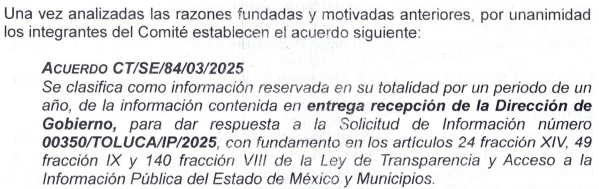 Una vez analizadas las razones fundadas y motivadas anteriores, por unanimidad
los integrantes del Comité establecen el acuerdo siguiente:
ACUERDO CT/SE/84/03/2025
Se clasifica como información reservada en su totalidad por un periodo de un
año, de la información contenida en entrega recepción de la Dirección de
Gobierno, para dar respuesta a la Solicitud de Información número
00350/TOLUCA/IP/2025, con fundamento en los artículos 24 fracción XIV, 49
fracción IX y 140 fracción VIII de la Ley de Transparencia y Acceso a la
Información Pública del Estado de México y Municipios.